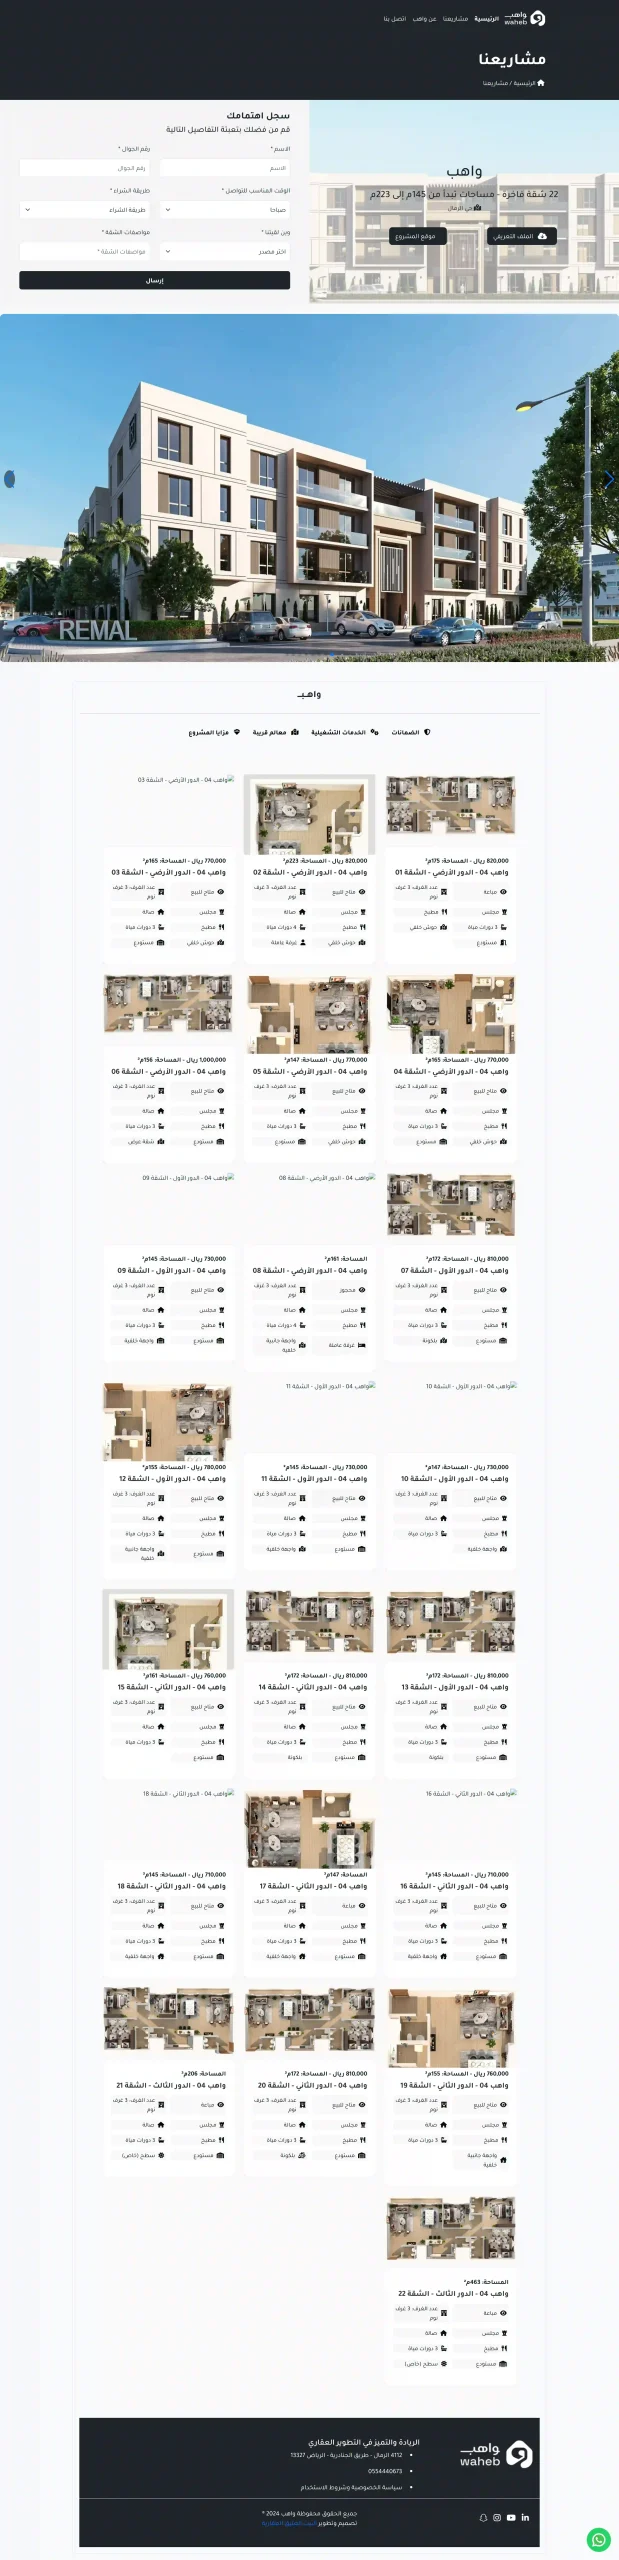 واهب
waheb
الرئيسية
مشاريعنا
عن واهب
اتصل بنا
مشاريعنا
الرئيسية / مشاريعنا
واهب
22 شقة فاخرة - مساحات تبدأ من 145م إلى 223م
حي الرمال
الملف التعريفي
موقع المشروع
سجل اهتمامك
قم من فضلك بتعبئة التفاصيل التالية
الاسم *
رقم الجوال *
الاسم
رقم الجوال
الوقت المناسب للتواصل *
طريقة الشراء *
صباحا
طريقة الشراء
وين لقيتنا *
مواصفات الشقة *
اختر مصدر
مواصفات الشقة *
إرسال
REMAL
واهب
الضمانات
الخدمات التشغيلية
معالم قريبة
مزايا المشروع
820,000 ريال - المساحة: 175م²
واهب 04 - الدور الأرضي - الشقة 01
مباعة
عدد الغرف: 3 غرف نوم
مجلس
مطبخ
3 دورات مياة
حوش خلفي
مستودع
820,000 ريال - المساحة: 223م²
واهب 04 - الدور الأرضي - الشقة 02
متاح للبيع
عدد الغرف: 3 غرف نوم
مجلس
صالة
مطبخ
4 دورات مياة
حوش خلفي
غرفة عاملة
واهب 04 - الدور الأرضي - الشقة 03
770,000 ريال - المساحة: 165م²
واهب 04 - الدور الأرضي - الشقة 03
متاح للبيع
عدد الغرف: 3 غرف نوم
مجلس
صالة
مطبخ
3 دورات مياة
حوش خلفي
مستودع
770,000 ريال - المساحة: 165م²
واهب 04 - الدور الأرضي - الشقة 04
متاح للبيع
عدد الغرف: 3 غرف نوم
مجلس
صالة
مطبخ
3 دورات مياة
حوش خلفي
مستودع
770,000 ريال - المساحة: 147م²
واهب 04 - الدور الأرضي - الشقة 05
متاح للبيع
عدد الغرف: 3 غرف نوم
مجلس
صالة
مطبخ
3 دورات مياة
حوش خلفي
مستودع
1,000,000 ريال - المساحة: 156م²
واهب 04 - الدور الأرضي - الشقة 06
متاح للبيع
عدد الغرف: 3 غرف نوم
مجلس
صالة
مطبخ
3 دورات مياة
مستودع
شقة عرض
810,000 ريال - المساحة: 172م²
واهب 04 - الدور الأول - الشقة 07
متاح للبيع
عدد الغرف: 3 غرف نوم
مجلس
صالة
مطبخ
3 دورات مياة
مستودع
بلكونة
واهب 04 - الدور الأرضي - الشقة 08
المساحة: 161م²
واهب 04 - الدور الأرضي - الشقة 08
محجوز
عدد الغرف: 3 غرف نوم
مجلس
صالة
مطبخ
4 دورات مياة
غرفة عاملة
واجهة جانبية خلفية
واهب 04 - الدور الأول - الشقة 09
730,000 ريال - المساحة: 145م²
واهب 04 - الدور الأول - الشقة 09
متاح للبيع
عدد الغرف: 3 غرف نوم
مجلس
صالة
مطبخ
3 دورات مياة
مستودع
واجهة خلفية
واهب 04 - الدور الأول - الشقة 10
730,000 ريال - المساحة: 147م²
واهب 04 - الدور الأول - الشقة 10
متاح للبيع
عدد الغرف: 3 غرف نوم
مجلس
صالة
مطبخ
3 دورات مياة
واجهة خلفية
واهب 04 - الدور الأول - الشقة 11
730,000 ريال - المساحة: 145م²
واهب 04 - الدور الأول - الشقة 11
متاح للبيع
عدد الغرف: 3 غرف نوم
مجلس
صالة
مطبخ
3 دورات مياة
مستودع
واجهة خلفية
780,000 ريال - المساحة: 155م²
واهب 04 - الدور الأول - الشقة 12
متاح للبيع
عدد الغرف: 3 غرف نوم
مجلس
صالة
مطبخ
3 دورات مياة
مستودع
واجهة جانبية خلفية
810,000 ريال - المساحة: 172م²
واهب 04 - الدور الأول - الشقة 13
متاح للبيع
عدد الغرف: 3 غرف نوم
مجلس
صالة
مطبخ
3 دورات مياة
مستودع
بلكونة
810,000 ريال - المساحة: 172م²
واهب 04 - الدور الثاني - الشقة 14
متاح للبيع
عدد الغرف: 3 غرف نوم
مجلس
صالة
مطبخ
3 دورات مياة
مستودع
بلكونة
760,000 ريال - المساحة: 161م²
واهب 04 - الدور الثاني - الشقة 15
متاح للبيع
عدد الغرف: 3 غرف نوم
مجلس
صالة
مطبخ
3 دورات مياة
مستودع
واهب 04 - الدور الثاني - الشقة 16
710,000 ريال - المساحة: 145م²
واهب 04 - الدور الثاني - الشقة 16
متاح للبيع
عدد الغرف: 3 غرف نوم
مجلس
صالة
مطبخ
3 دورات مياة
مستودع
واجهة خلفية
المساحة: 147م²
واهب 04 - الدور الثاني - الشقة 17
مباعة
عدد الغرف: 3 غرف نوم
مجلس
صالة
مطبخ
3 دورات مياة
مستودع
واجهة خلفية
واهب 04 - الدور الثاني - الشقة 18
710,000 ريال - المساحة: 145م²
واهب 04 - الدور الثاني - الشقة 18
متاح للبيع
عدد الغرف: 3 غرف نوم
مجلس
صالة
مطبخ
3 دورات مياة
مستودع
واجهة خلفية
760,000 ريال - المساحة: 155م²
واهب 04 - الدور الثاني - الشقة 19
متاح للبيع
عدد الغرف: 3 غرف نوم
مجلس
صالة
مطبخ
3 دورات مياة
واجهة جانبية خلفية
810,000 ريال - المساحة: 172م²
واهب 04 - الدور الثاني - الشقة 20
متاح للبيع
عدد الغرف: 3 غرف نوم
مجلس
صالة
مطبخ
3 دورات مياة
مستودع
بلكونة
المساحة: 206م²
واهب 04 - الدور الثالث - الشقة 21
مباعة
عدد الغرف: 3 غرف نوم
مجلس
صالة
مطبخ
3 دورات مياة
مستودع
سطح (خاص)
المساحة: 463م²
واهب 04 - الدور الثالث - الشقة 22
مباعة
عدد الغرف: 3 غرف نوم
مجلس
صالة
مطبخ
3 دورات مياة
مستودع
سطح (خاص)
واهب
waheb
الريادة والتميز في التطوير العقاري
4112 الرمال - طريق الجنادرية - الرياض 13327
0554440673
سياسة الخصوصية وشروط الاستخدام
جميع الحقوق محفوظة واهب 2024 ©
تصميم وتطوير